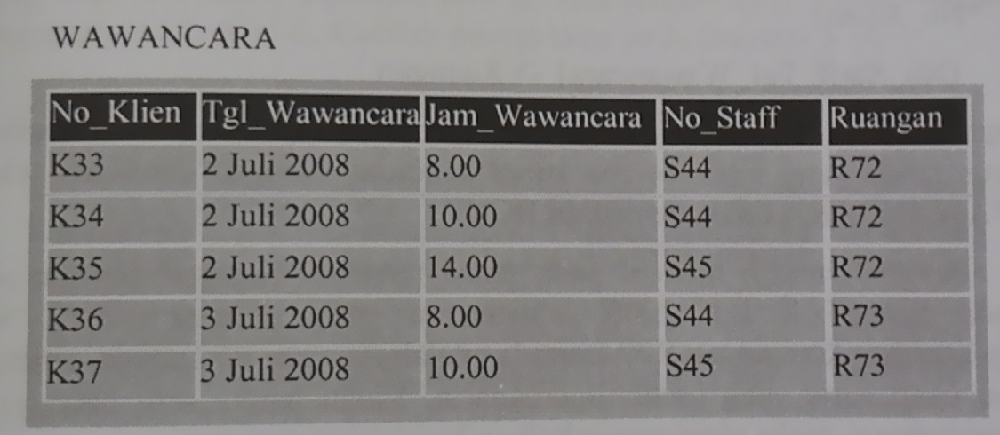 WAWANCARA
No_Klien Tgl_Wawancara Jam_Wawancara No_Staff Ruangan
K33 2 Juli 2008 8.00 S44 R72
K34 2 Juli 2008 10.00 S44 R72
K35 2 Juli 2008 14.00 S45 R72
K36 3 Juli 2008 8.00 S44 R73
K37 3 Juli 2008 10.00 S45 R73